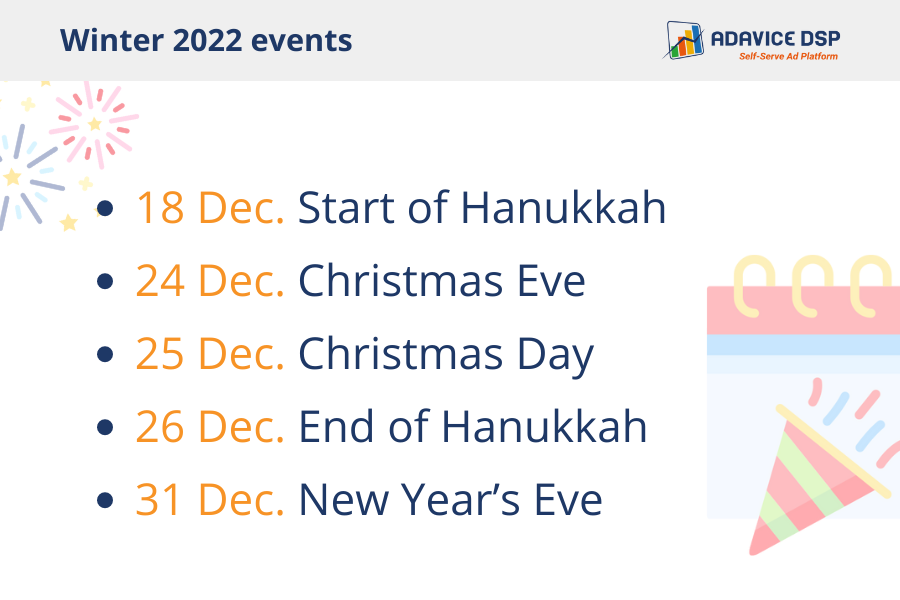 Winter 2022 events
ADAVICE DSP
Self-Serve Ad Platform
• 18 Dec. Start of Hanukkah
• 24 Dec. Christmas Eve
• 25 Dec. Christmas Day
• 26 Dec. End of Hanukkah
• 31 Dec. New Year’s Eve